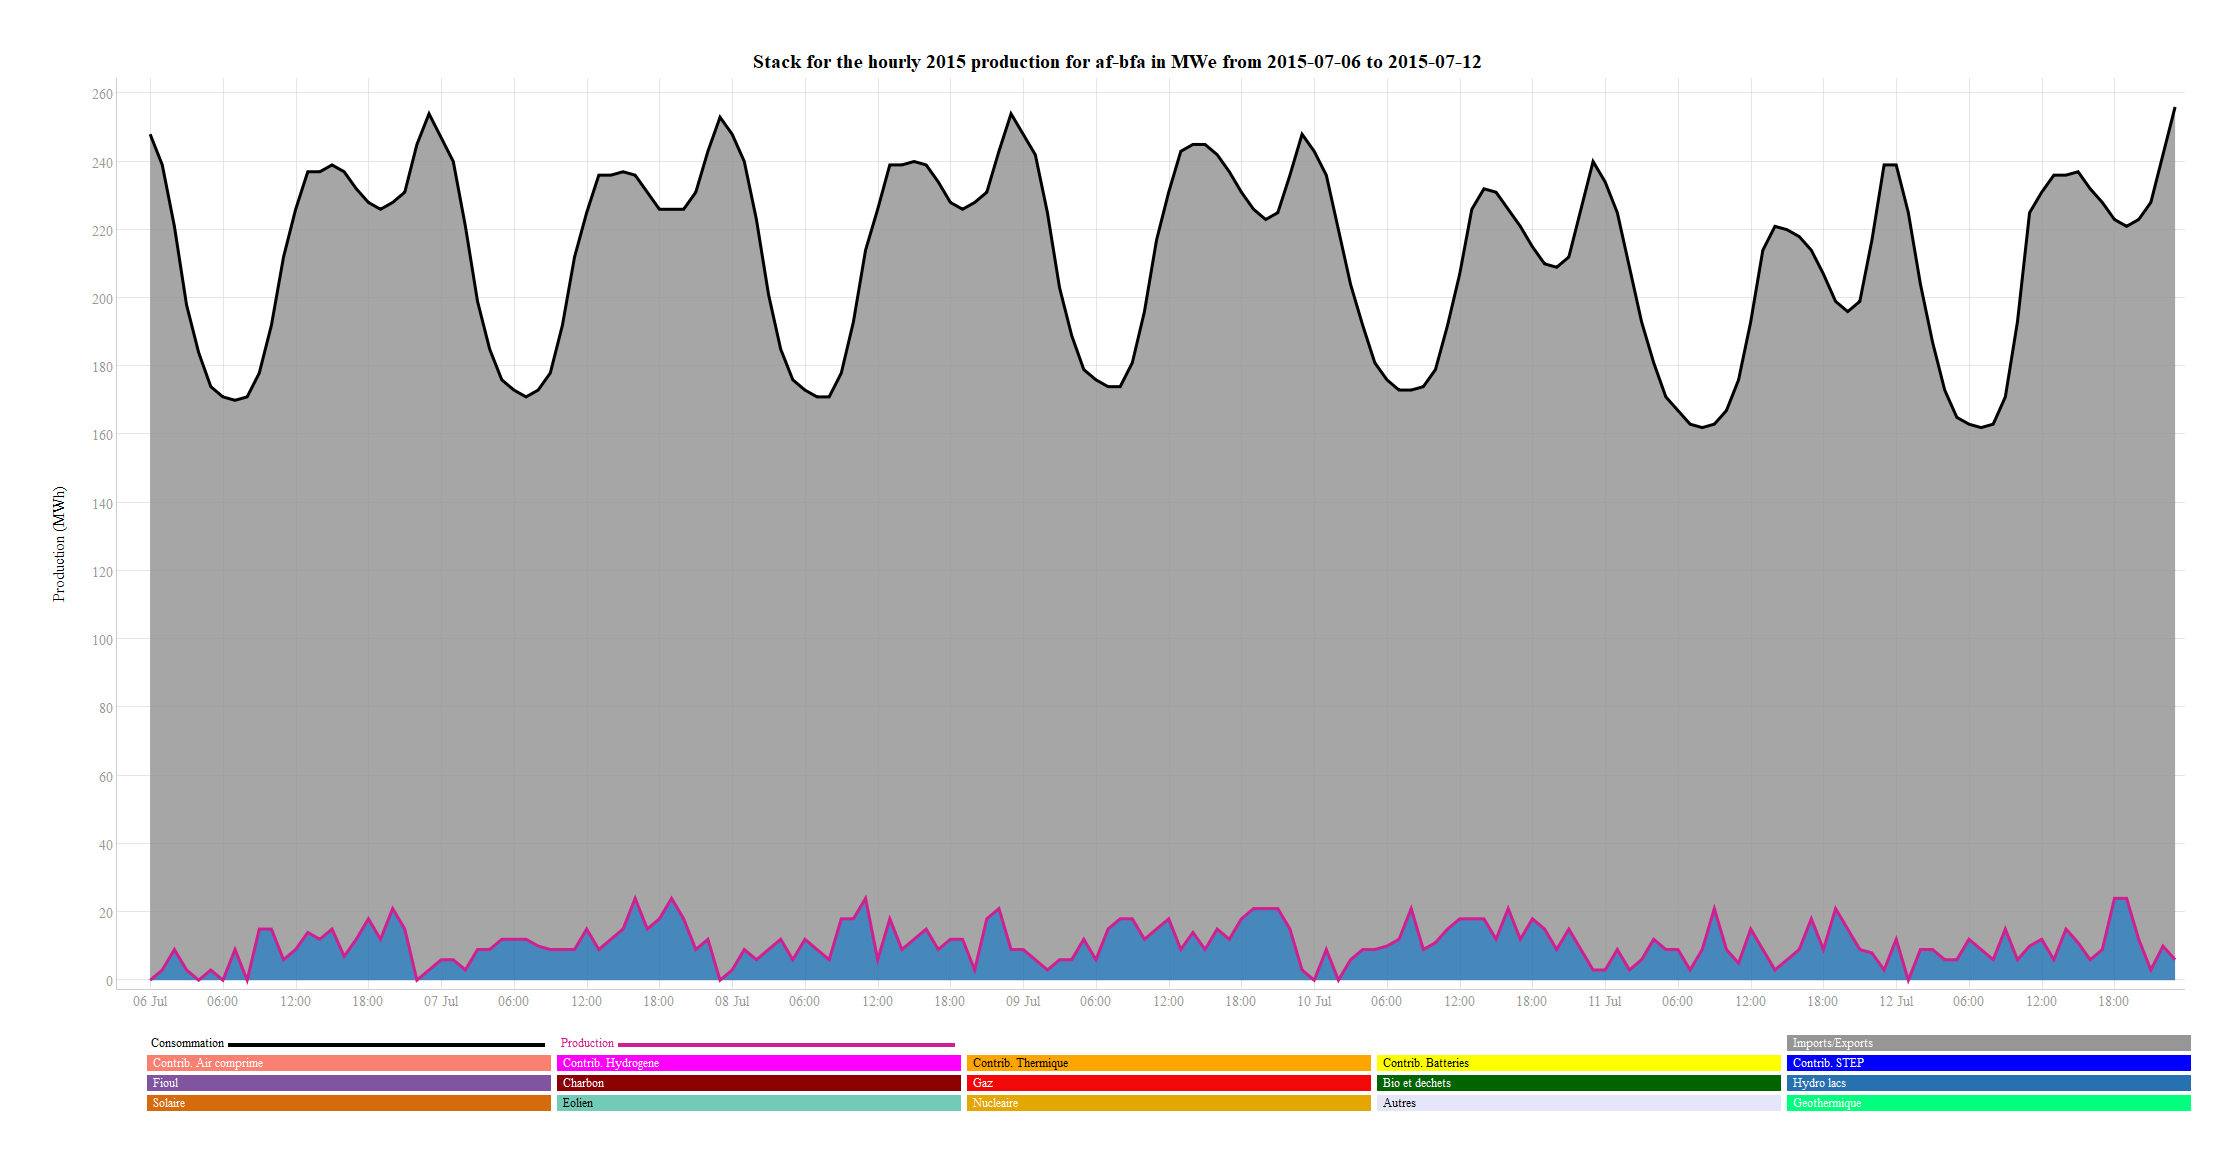 Stack for the hourly 2015 production for af-bfa in MWe from 2015-07-06 to 2015-07-12
260
240
220
200
180
160
140
120
100
80
60
40
20
0
Production (MWh)
06 Jul 06:00 12:00 18:00 07 Jul 06:00 12:00 18:00 08 Jul 06:00 12:00 18:00 09 Jul 06:00 12:00 18:00 10 Jul 06:00 12:00 18:00 11 Jul 06:00 12:00 18:00 12 Jul 06:00 12:00 18:00
Consommation Production Imports/Exports
Contrib. Air comprime Contrib. Hydrogene Contrib. Thermique Contrib. Batteries Contrib. STEP
Fioul Charbon Gaz Bio et dechets Hydro lacs
Solaire Eolien Nucleaire Autres Geothermique